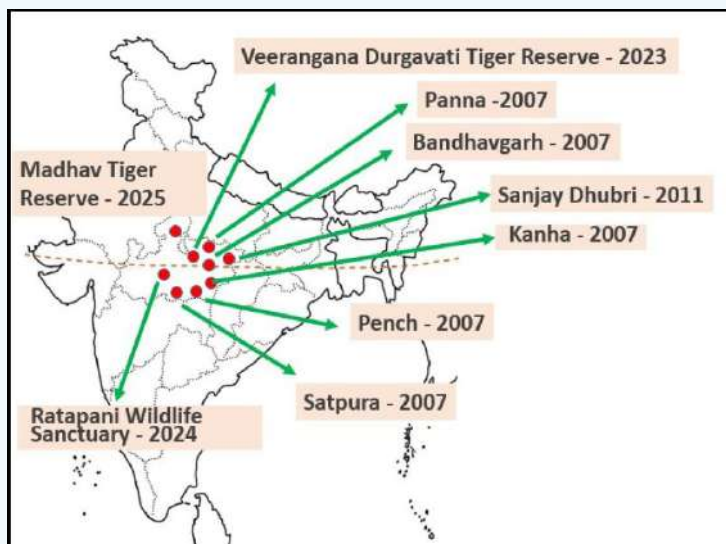 Veerangana Durgavati Tiger Reserve - 2023
Panna -2007
Bandhavgarh - 2007
Madhav Tiger
Reserve - 2025
Sanjay Dhubri - 2011
Kanha - 2007
Pench - 2007
Satpura - 2007
Ratapani Wildlife
Sanctuary - 2024